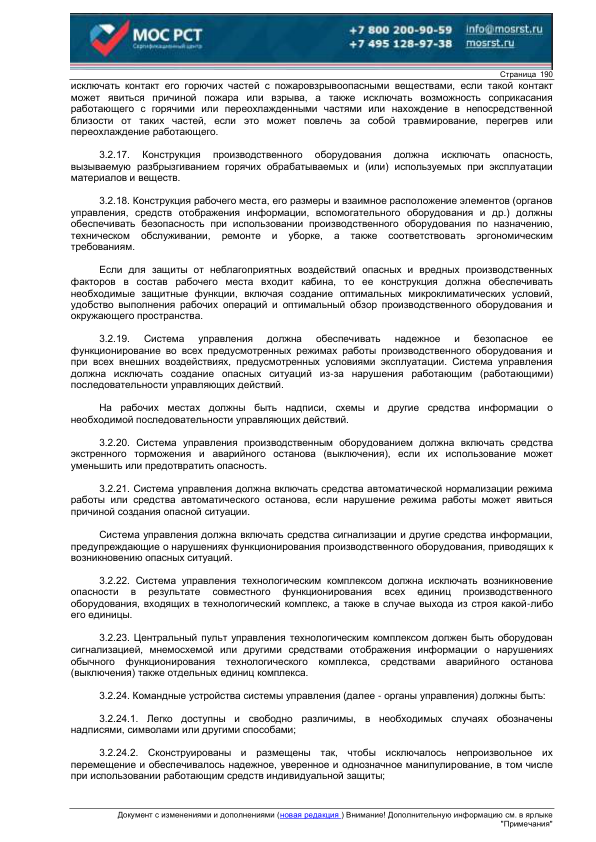 МОС РСТ
Сертификационный центр
+7 800 200-90-59
info@mosrst.ru
+7 495 128-97-38
mosrst.ru
Страница 190
исключать контакт его горючих частей с пожаровзрывоопасными веществами, если такой контакт
может явиться причиной пожара или взрыва, а также исключать возможность соприкасания
работающего с горячими или переохлажденными частями или нахождение в непосредственной
близости от таких частей, если это может повлечь за собой травмирование, перегрев или
переохлаждение работающего.
3.2.17. Конструкция производственного оборудования должна исключать опасность,
вызываемую разбрызгиванием горячих обрабатываемых и (или) используемых при эксплуатации
материалов и веществ.
3.2.18. Конструкция рабочего места, его размеры и взаимное расположение элементов (органов
управления, средств отображения информации, вспомогательного оборудования и др.) должны
обеспечивать безопасность при использовании производственного оборудования по назначению,
техническом обслуживании, ремонте и уборке, а также соответствовать эргономическим
требованиям.
Если для защиты от неблагоприятных воздействий опасных и вредных производственных
факторов в состав рабочего места входит кабина, то ее конструкция должна обеспечивать
необходимые защитные функции, включая создание оптимальных микроклиматических условий,
удобство выполнения рабочих операций и оптимальный обзор производственного оборудования и
окружающего пространства.
3.2.19. Система управления должна обеспечивать надежное и безопасное ее
функционирование во всех предусмотренных режимах работы производственного оборудования и
при всех внешних воздействиях, предусмотренных условиями эксплуатации. Система управления
должна исключать создание опасных ситуаций из-за нарушения работающим (работающими)
последовательности управляющих действий.
На рабочих местах должны быть надписи, схемы и другие средства информации о
необходимой последовательности управляющих действий.
3.2.20. Система управления производственным оборудованием должна включать средства
экстренного торможения и аварийного останова (выключения), если их использование может
уменьшить или предотвратить опасность.
3.2.21. Система управления должна включать средства автоматической нормализации режима
работы или средства автоматического останова, если нарушение режима работы может явиться
причиной создания опасной ситуации.
Система управления должна включать средства сигнализации и другие средства информации,
предупреждающие о нарушениях функционирования производственного оборудования, приводящих к
возникновению опасных ситуаций.
3.2.22. Система управления технологическим комплексом должна исключать возникновение
опасности в результате совместного функционирования всех единиц производственного
оборудования, входящих в технологический комплекс, а также в случае выхода из строя какой-либо
его единицы.
3.2.23. Центральный пульт управления технологическим комплексом должен быть оборудован
сигнализацией, мнемосхемой или другими средствами отображения информации о нарушениях
обычного функционирования технологического комплекса, средствами аварийного останова
(выключения) также отдельных единиц комплекса.
3.2.24. Командные устройства системы управления (далее - органы управления) должны быть:
3.2.24.1. Легко доступны и свободно различимы, в необходимых случаях обозначены
надписями, символами или другими способами;
3.2.24.2. Сконструированы и размещены так, чтобы исключалось непроизвольное их
перемещение и обеспечивалось надежное, уверенное и однозначное манипулирование, в том числе
при использовании работающим средств индивидуальной защиты;
Документ с изменениями и дополнениями (новая редакция ) Внимание! Дополнительную информацию см. в ярлыке
"Примечания"